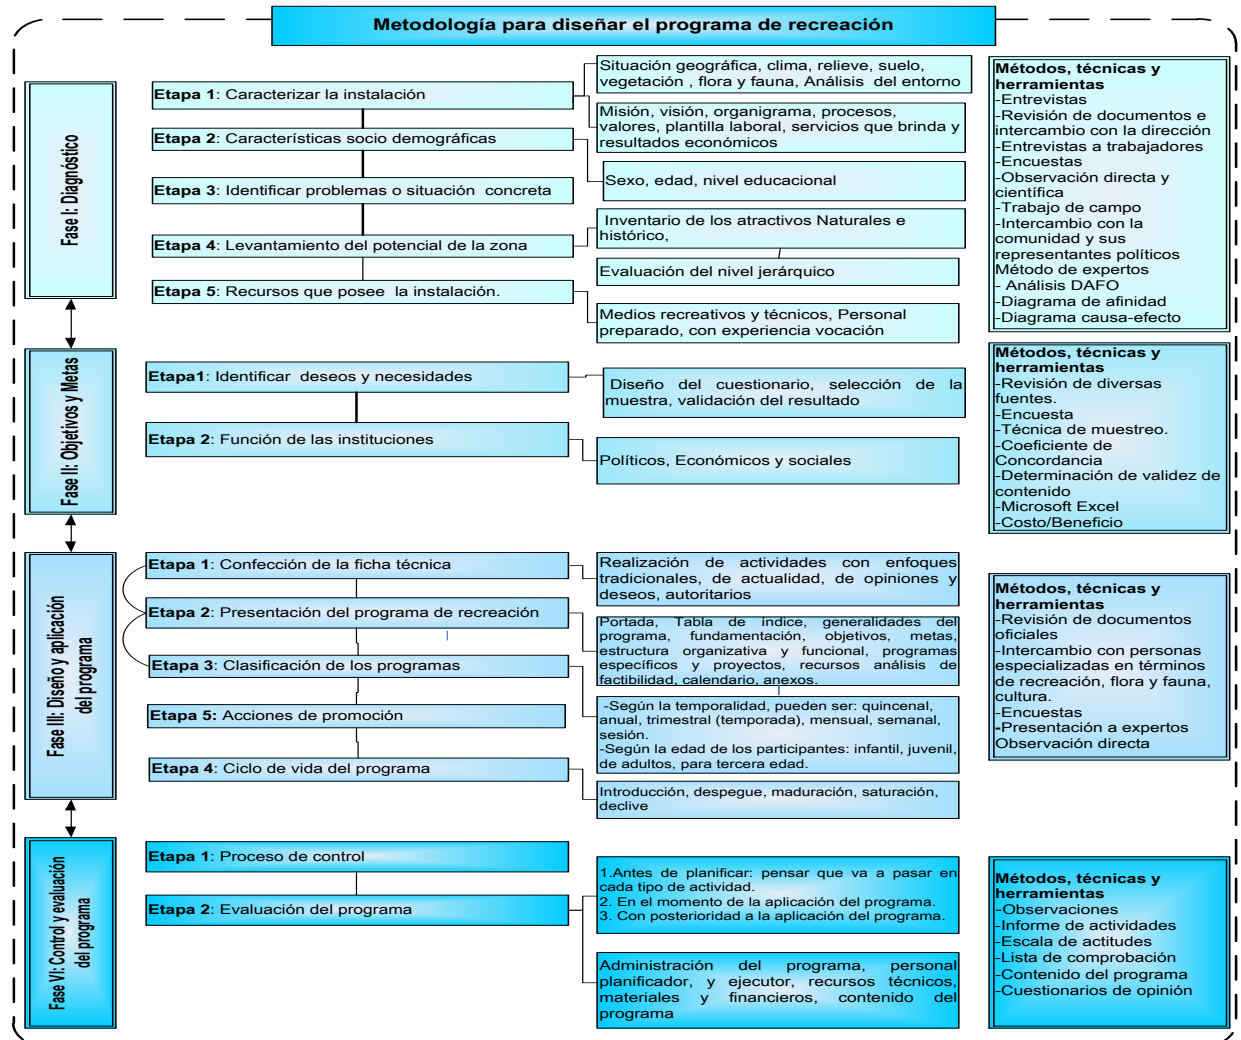 Metodología para diseñar el programa de recreación
Fase I: Diagnóstico
Etapa 1: Caracterizar la instalación
Etapa 2: Características socio demográficas
Etapa 3: Identificar problemas o situación concreta
Etapa 4: Levantamiento del potencial de la zona
Etapa 5: Recursos que posee la instalación.
Situación geográfica, clima, relieve, suelo,
vegetación , flora y fauna, Análisis del entorno
Misión, visión, organigrama, procesos,
valores, plantilla laboral, servicios que brinda y
resultados económicos
Sexo, edad, nivel educacional
Inventario de los atractivos Naturales e
histórico,
Evaluación del nivel jerárquico
Medios recreativos y técnicos, Personal
preparado, con experiencia vocación
Métodos, técnicas y
herramientas
-Entrevistas
-Revisión de documentos e
intercambio con la dirección
-Entrevistas a trabajadores
-Encuestas
-Observación directa y
científica
-Trabajo de campo
-Intercambio con la
comunidad y sus
representantes políticos
Método de expertos
- Análisis DAFO
-Diagrama de afinidad
-Diagrama causa-efecto
Fase II: Objetivos y Metas
Etapa1: Identificar deseos y necesidades
Etapa 2: Función de las instituciones
Diseño del cuestionario, selección de la
muestra, validación del resultado
Políticos, Económicos y sociales
Métodos, técnicas y
herramientas
-Revisión de diversas
fuentes.
-Encuesta
-Técnica de muestreo.
-Coeficiente de
Concordancia
-Determinación de validez de
contenido
-Microsoft Excel
-Costo/Beneficio
Fase III: Diseño y aplicación
del programa
Etapa 1: Confección de la ficha técnica
Etapa 2: Presentación del programa de recreación
Etapa 3: Clasificación de los programas
Etapa 5: Acciones de promoción
Etapa 4: Ciclo de vida del programa
Realización de actividades con enfoques
tradicionales, de actualidad, de opiniones y
deseos, autoritarios
Portada, Tabla de índice, generalidades del
programa, fundamentación, objetivos, metas,
estructura organizativa y funcional, programas
específicos y proyectos, recursos análisis de
factibilidad, calendario, anexos.
-Según la temporalidad, pueden ser: quincenal,
anual, trimestral (temporada), mensual, semanal,
sesión.
-Según la edad de los participantes: infantil, juvenil,
de adultos, para tercera edad.
Introducción, despegue, maduración, saturación,
declive
Métodos, técnicas y
herramientas
-Revisión de documentos
oficiales
-Intercambio con personas
especializadas en términos
de recreación, flora y fauna,
cultura.
-Encuestas
-Presentación a expertos
Observación directa
Fase VI: Control y evaluación
del programa
Etapa 1: Proceso de control
Etapa 2: Evaluación del programa
1.Antes de planificar: pensar que va a pasar en
cada tipo de actividad.
2. En el momento de la aplicación del programa.
3. Con posterioridad a la aplicación del programa.
Administración del programa, personal
planificador, y ejecutor, recursos técnicos,
materiales y financieros, contenido del
programa
Métodos, técnicas y
herramientas
-Observaciones
-Informe de actividades
-Escala de actitudes
-Lista de comprobación
-Contenido del programa
-Cuestionarios de opinión